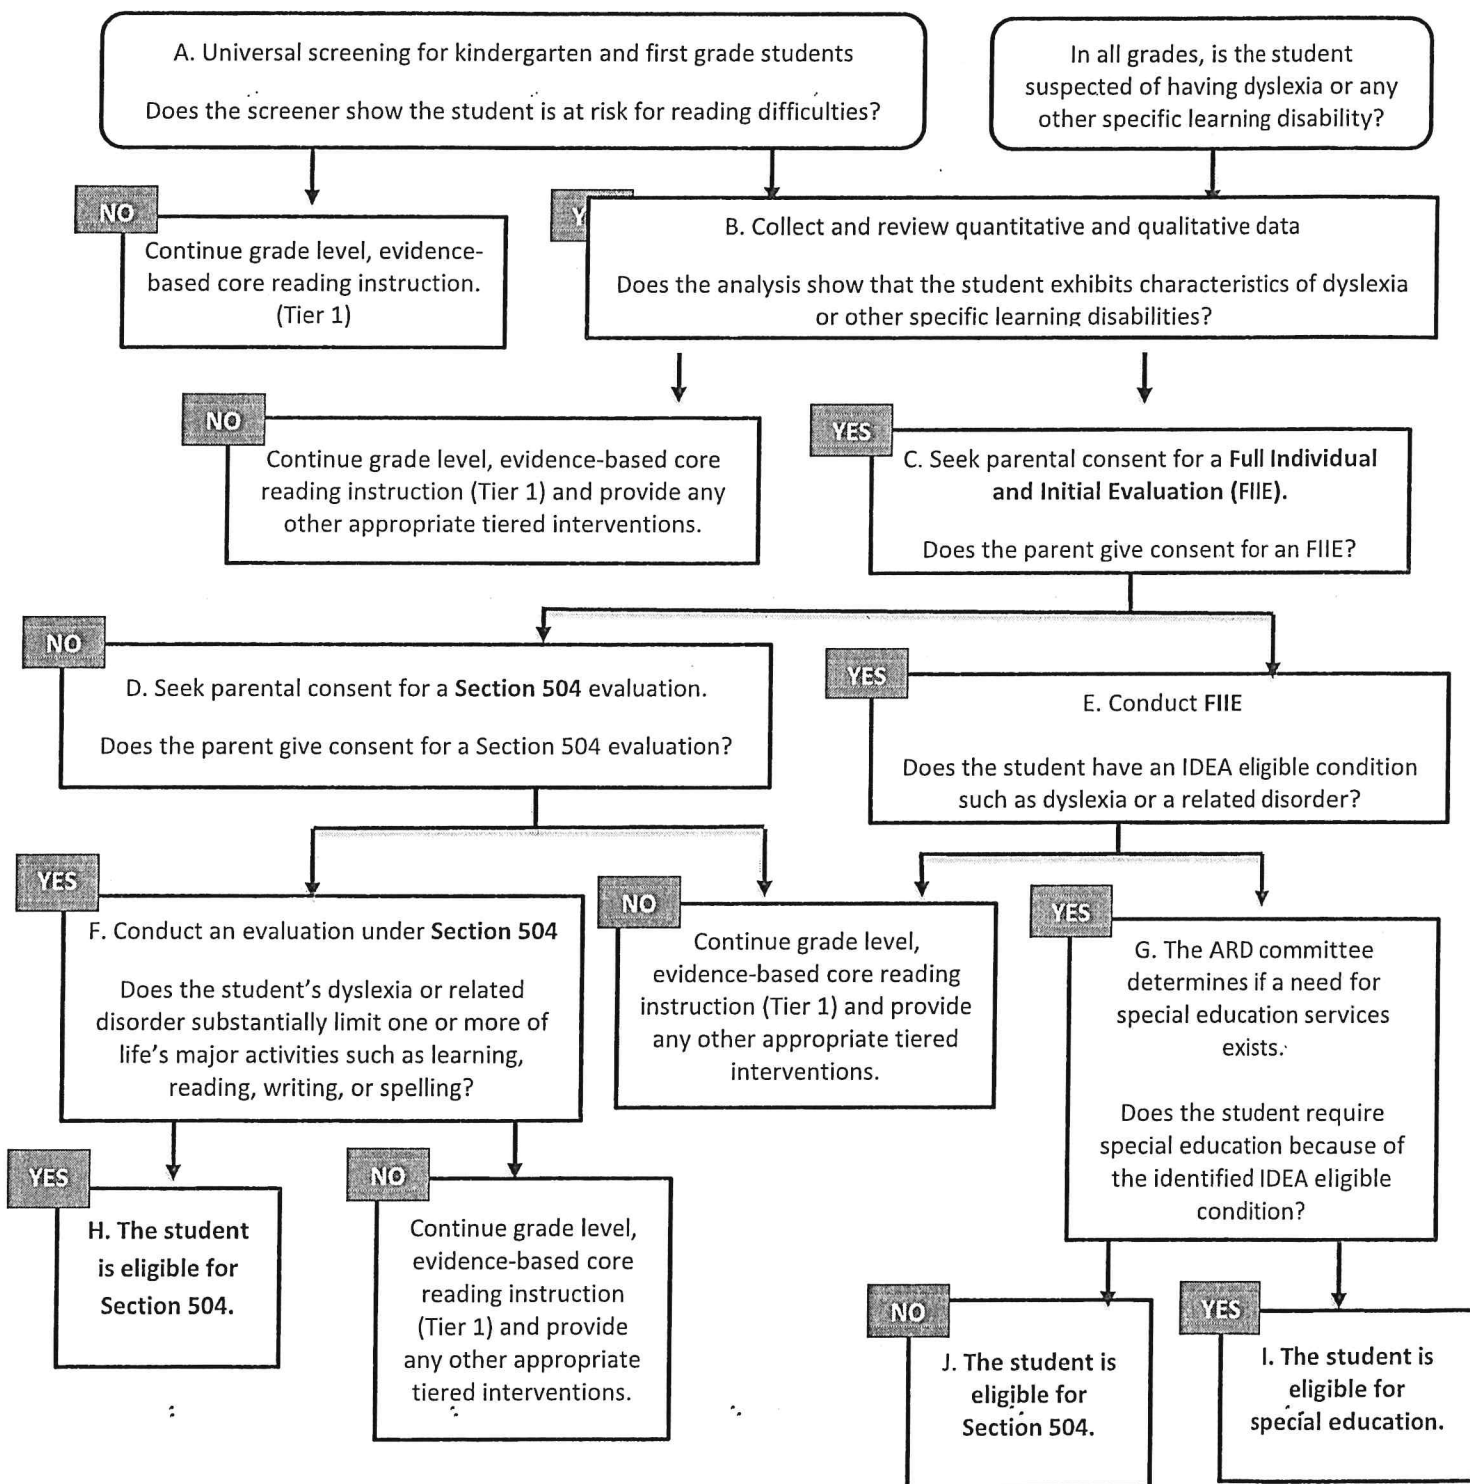 A. Universal screening for kindergarten and first grade students
Does the screener show the student is at risk for reading difficulties?
In all grades, is the student
suspected of having dyslexia or any
other specific learning disability?
NO
Continue grade level, evidence-
based core reading instruction.
(Tier 1)
B. Collect and review quantitative and qualitative data
Does the analysis show that the student exhibits characteristics of dyslexia
or other specific learning disabilities?
NO
Continue grade level, evidence-based core
reading instruction (Tier 1) and provide any
other appropriate tiered interventions.
YES
C. Seek parental consent for a Full Individual
and Initial Evaluation (FIIE).
Does the parent give consent for an FIIE?
NO
D. Seek parental consent for a Section 504 evaluation.
Does the parent give consent for a Section 504 evaluation?
YES
E. Conduct FIIE
Does the student have an IDEA eligible condition
such as dyslexia or a related disorder?
YES
F. Conduct an evaluation under Section 504
Does the student's dyslexia or related
disorder substantially limit one or more of
life's major activities such as learning,
reading, writing, or spelling?
NO
Continue grade level,
evidence-based core reading
instruction (Tier 1) and provide
any other appropriate tiered
interventions.
YES
G. The ARD committee
determines if a need for
special education services
exists.
Does the student require
special education because of
the identified IDEA eligible
condition?
YES
H. The student
is eligible for
Section 504.
NO
Continue grade level,
evidence-based core
reading instruction
(Tier 1) and provide
any other appropriate
tiered interventions.
NO
J. The student is
eligible for
Section 504.
YES
I. The student is
eligible for
special education.